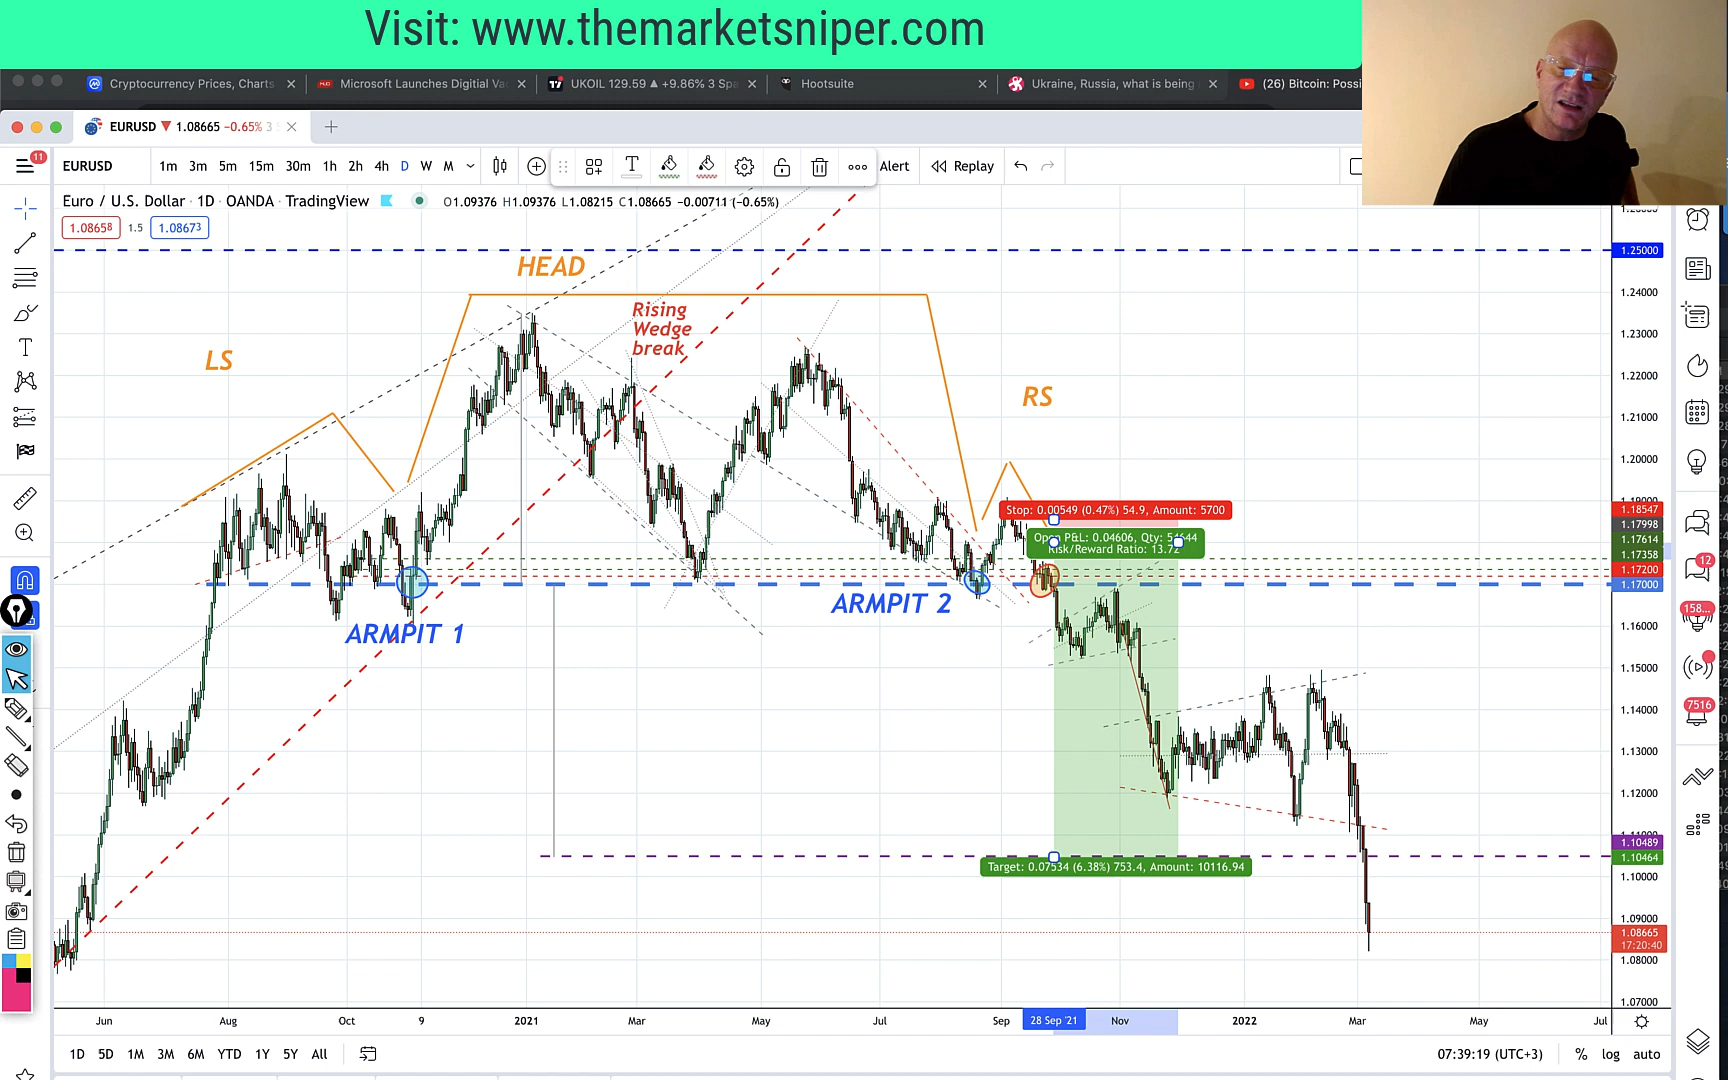 Visit: www.themarketsniper.com
Cryptocurrency Prices, Charts
Microsoft Launches Digitial Va
UKOIL 129.59 ▲ +9.86% 3 Spa
Hootsuite
Ukraine, Russia, what is being
(26) Bitcoin: Possi
EURUSD ▼ 1.08665 −0.65% 3
11
EURUSD
1m 3m 5m 15m 30m 1h 2h 4h D W M
Alert
Replay
Euro / U.S. Dollar · 1D · OANDA · TradingView
O1.09376 H1.09376 L1.08215 C1.08665 −0.00711 (−0.65%)
1.08658 1.5 1.08673
HEAD
Rising
Wedge
break
LS
RS
Stop: 0.00549 (0.47%) 54.9, Amount: 5700
Risk/Reward Ratio: 13.72
ARMPIT 1
ARMPIT 2
Target: 0.07534 (6.38%) 753.4, Amount: 10116.94
1.25000
1.24000
1.23000
1.22000
1.21000
1.20000
1.18547
1.17998
1.17614
1.17358
1.17200
1.17000
1.16000
1.15000
1.14000
1.13000
1.12000
1.10489
1.10464
1.10000
1.09000
1.08665
17:20:40
1.08000
1.07000
12
158...
7516
Jun Aug Oct 9 2021 Mar May Jul Sep 28 Sep '21 Nov 2022 Mar May Jul
1D 5D 1M 3M 6M YTD 1Y 5Y All
07:39:19 (UTC+3) % log auto